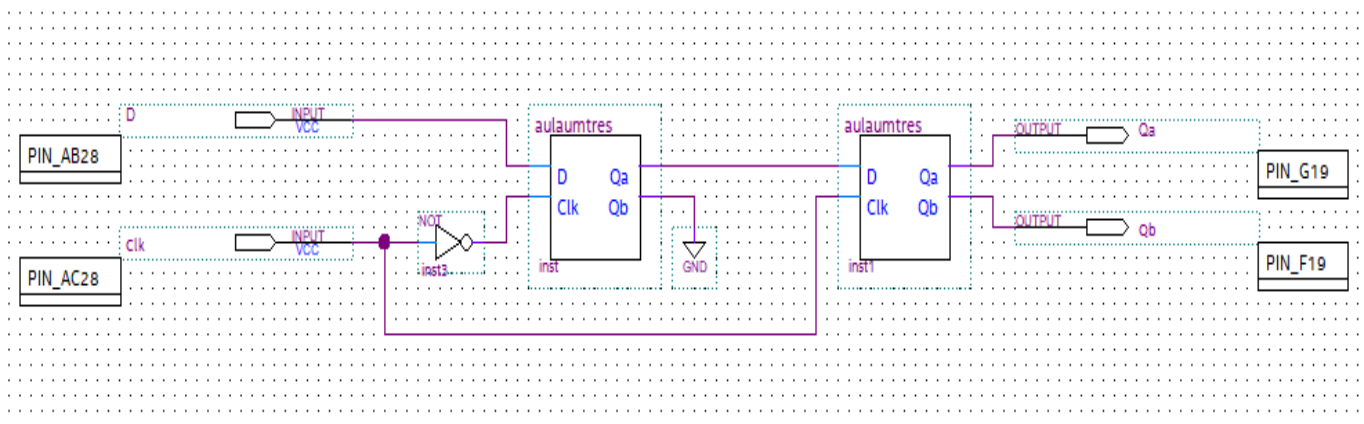 D
INPUT
VCC
PIN_AB28
Clk
INPUT
VCC
PIN_AC28
NOT
inst3
aulaumtres
D Qa
Clk Qb
inst
GND
aulaumtres
D Qa
Clk Qb
inst1
OUTPUT Qa
PIN_G19
OUTPUT Qb
PIN_F19